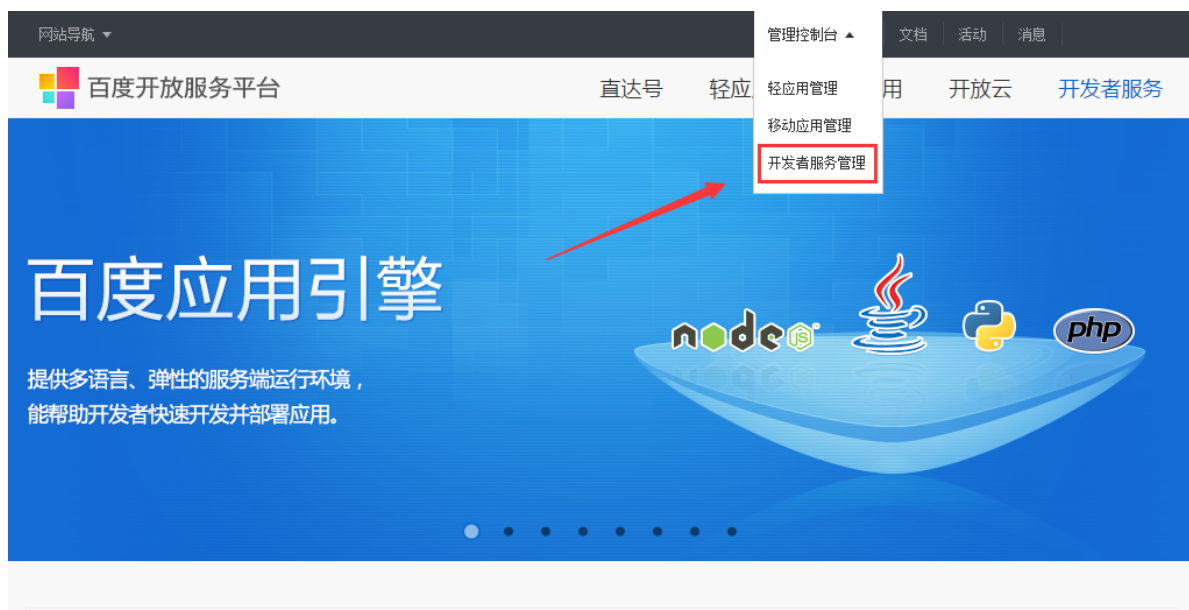 网站导航
管理控制台
文档
活动
消息
百度开放服务平台
直达号
轻应
用
开放云
开发者服务
轻应用管理
移动应用管理
开发者服务管理
百度应用引擎
提供多语言、弹性的服务端运行环境，
能帮助开发者快速开发并部署应用。
node
JS
php